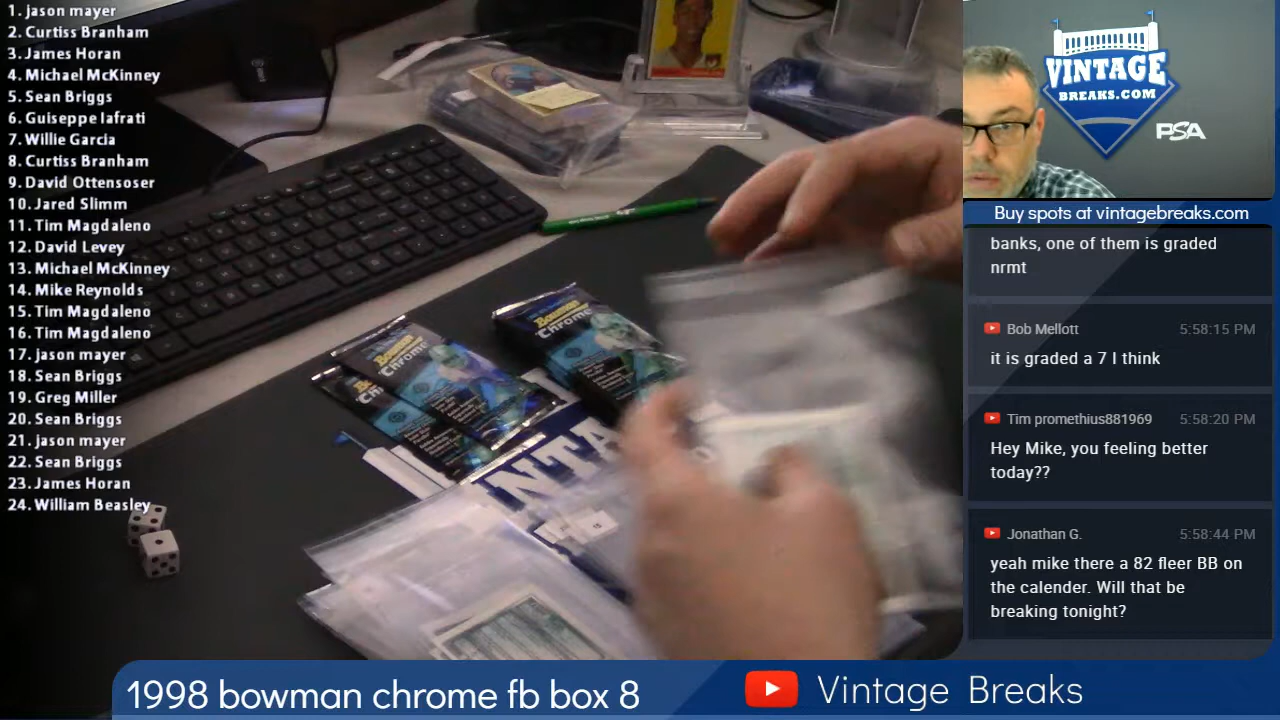 1. jason mayer
2. Curtiss Branham
3. James Horan
4. Michael McKinney
5. Sean Briggs
6. Guiseppe Iafrati
7. Willie Garcia
8. Curtiss Branham
9. David Ottensoser
10. Jared Slimm
11. Tim Magdaleno
12. David Levey
13. Michael McKinney
14. Mike Reynolds
15. Tim Magdaleno
16. Tim Magdaleno
17. jason mayer
18. Sean Briggs
19. Greg Miller
20. Sean Briggs
21. jason mayer
22. Sean Briggs
23. James Horan
24. William Beasley
Bowman
Chrome
Bowman
Chrome
INTA
VINTAGE
BREAKS.COM
PSA
Buy spots at vintagebreaks.com
banks, one of them is graded
nrmt
Bob Mellott 5:58:15 PM
it is graded a 7 I think
Tim promethius881969 5:58:20 PM
Hey Mike, you feeling better
today??
Jonathan G. 5:58:44 PM
yeah mike there a 82 fleer BB on
the calender. Will that be
breaking tonight?
1998 bowman chrome fb box 8
Vintage Breaks